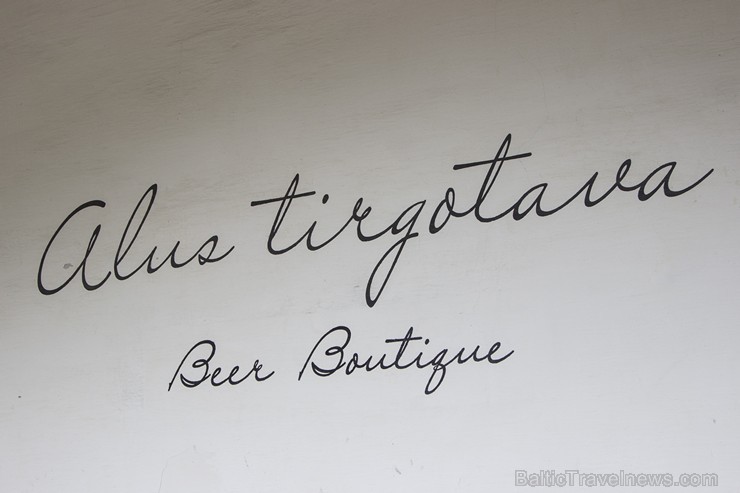 Alus tirgotava
Beer Boutique
BalticTravelnews.com